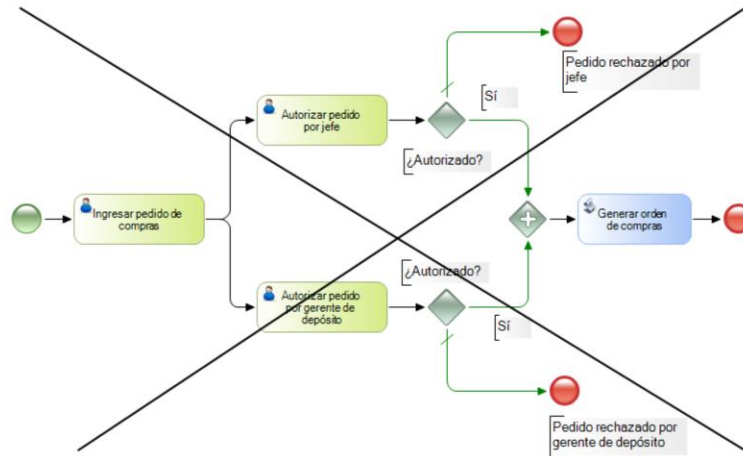 Pedido rechazado por
jefe
Sí
Autorizar pedido
por jefe
¿Autorizado?
Ingresar pedido de
compras
Generar orden
de compras
¿Autorizado?
Autorizar pedido
por gerente de
depósito
Sí
Pedido rechazado por
gerente de depósito